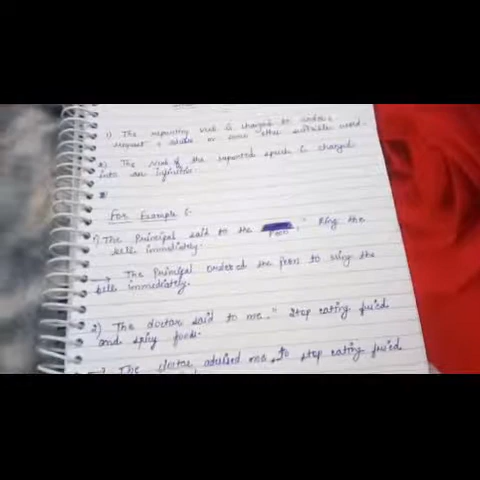 1) The reporting verb is changed to order,
request, advise or some other suitable word.
2) The verb of the reported speech is changed
into an infinitive.
For Example :-
1) The Principal said to the Peon, " Ring the
bell immediately.
→ The Principal ordered the Peon to ring the
bell immediately.
2) The doctor said to me, " Stop eating fried
and spicy food.
→ The doctor advised me to stop eating fried